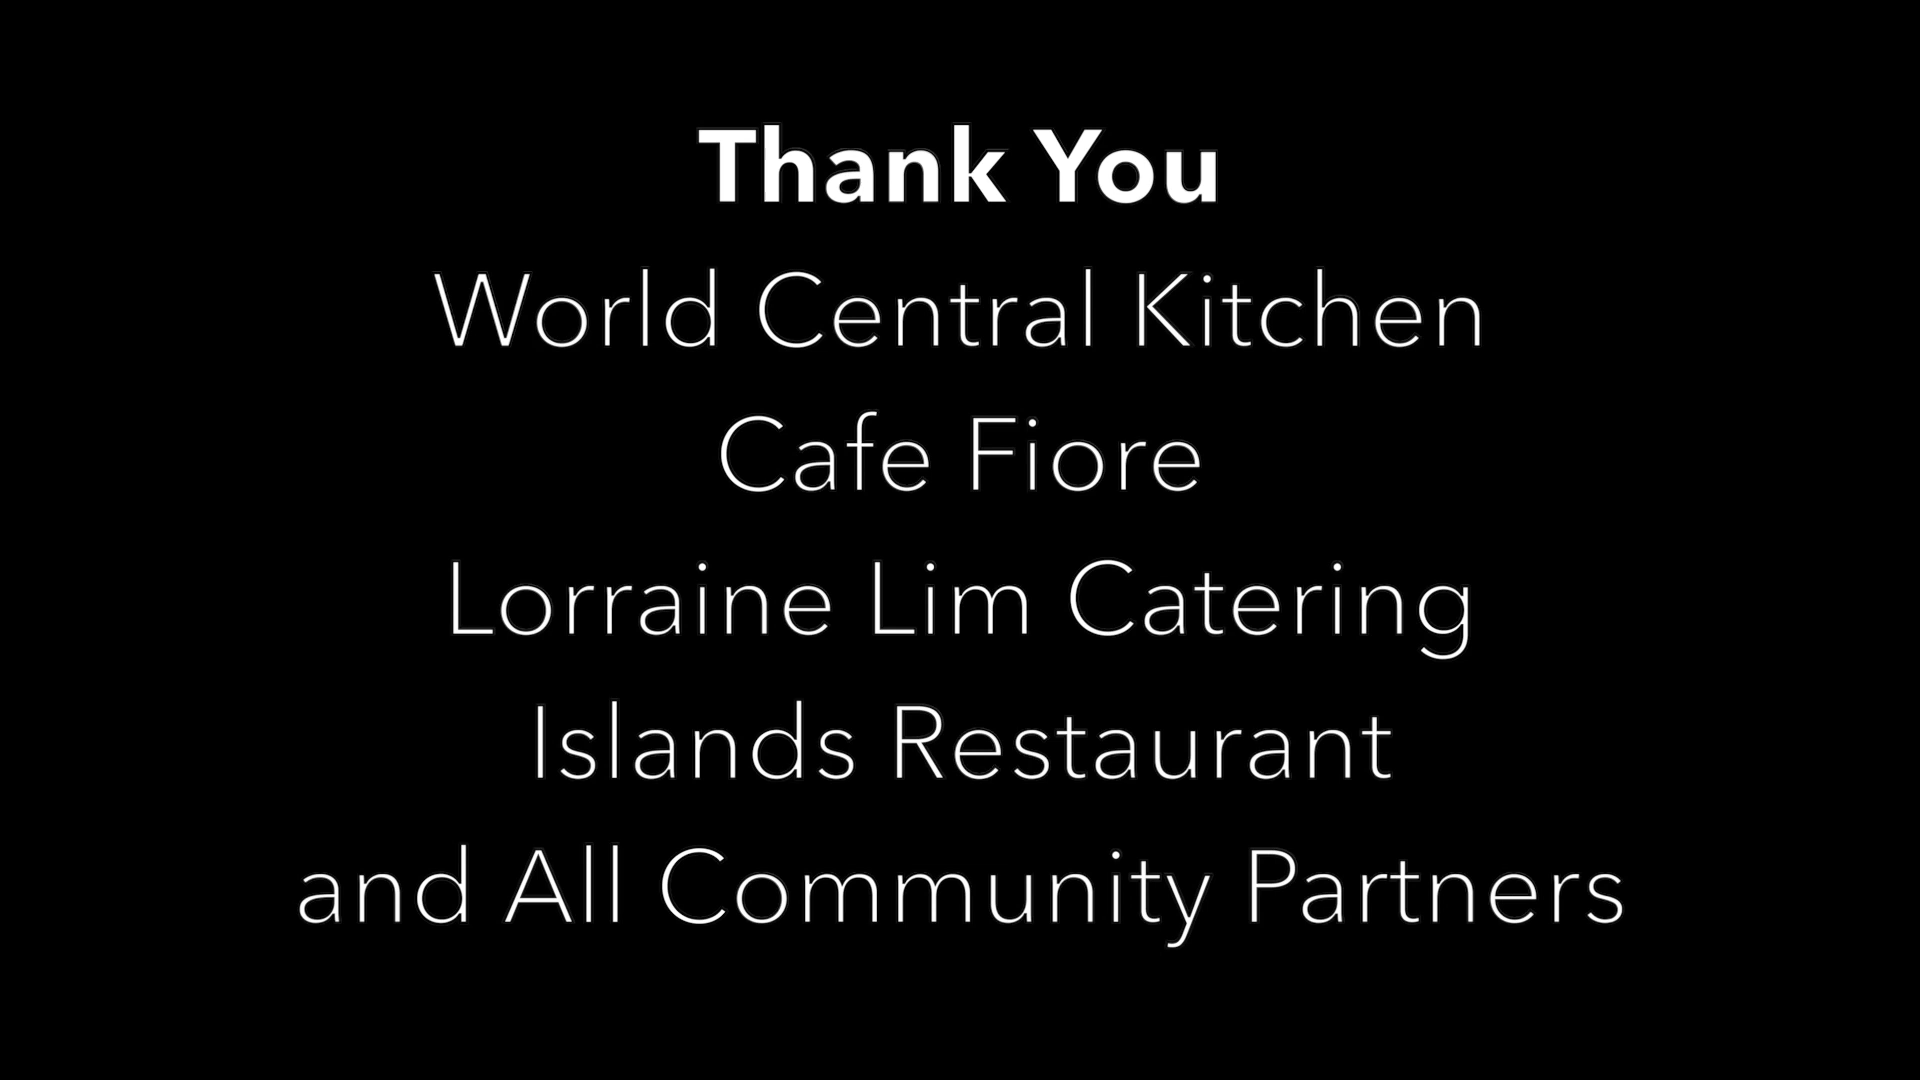 Thank You
World Central Kitchen
Cafe Fiore
Lorraine Lim Catering
Islands Restaurant
and All Community Partners